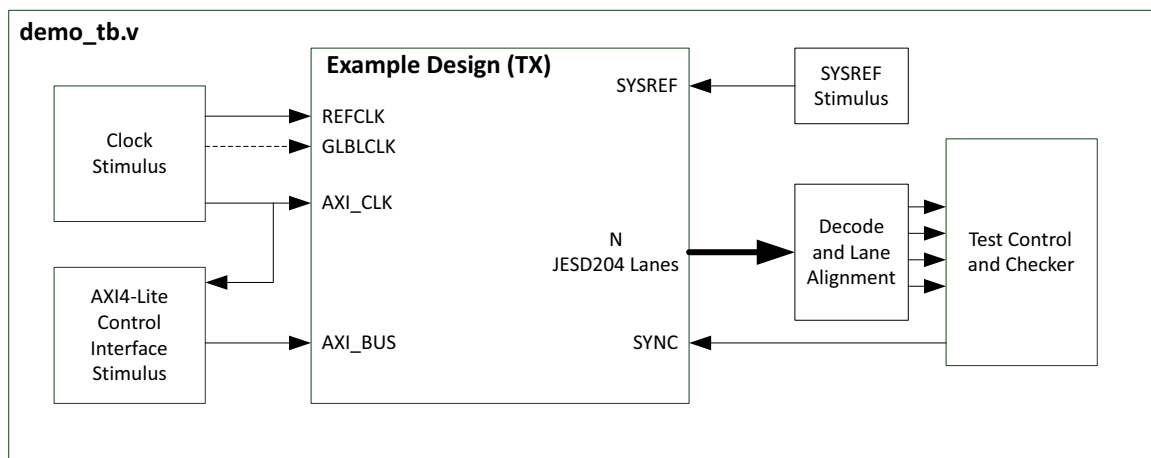 demo_tb.v
Example Design (TX)
Clock
Stimulus
REFCLK
GLBLCLK
AXI_CLK
AXI4-Lite
Control
Interface
Stimulus
AXI_BUS
SYSREF
SYSREF
Stimulus
N
JESD204 Lanes
Decode
and Lane
Alignment
Test Control
and Checker
SYNC